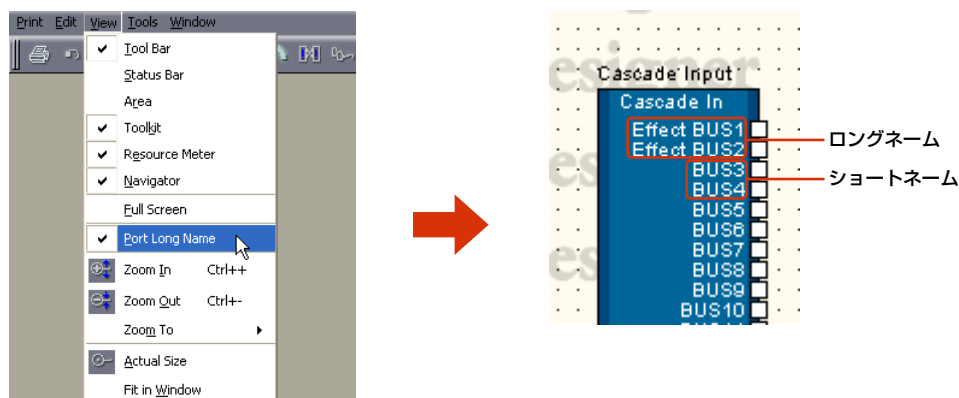 Print Edit View Tools Window
Tool Bar
Status Bar
Area
Toolkit
Resource Meter
Navigator
Full Screen
Port Long Name
Zoom In Ctrl++
Zoom Out Ctrl+-
Zoom To
Actual Size
Fit in Window
Cascade Input
Cascade In
Effect BUS1
Effect BUS2
BUS3
BUS4
BUS5
BUS6
BUS7
BUS8
BUS9
BUS10
ロングネーム
ショートネーム